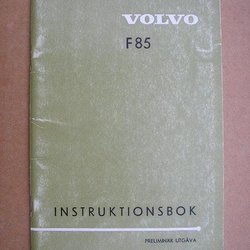 VOLVO
F85
INSTRUKTIONSBOK
PRELIMINÄR UTGÅVA